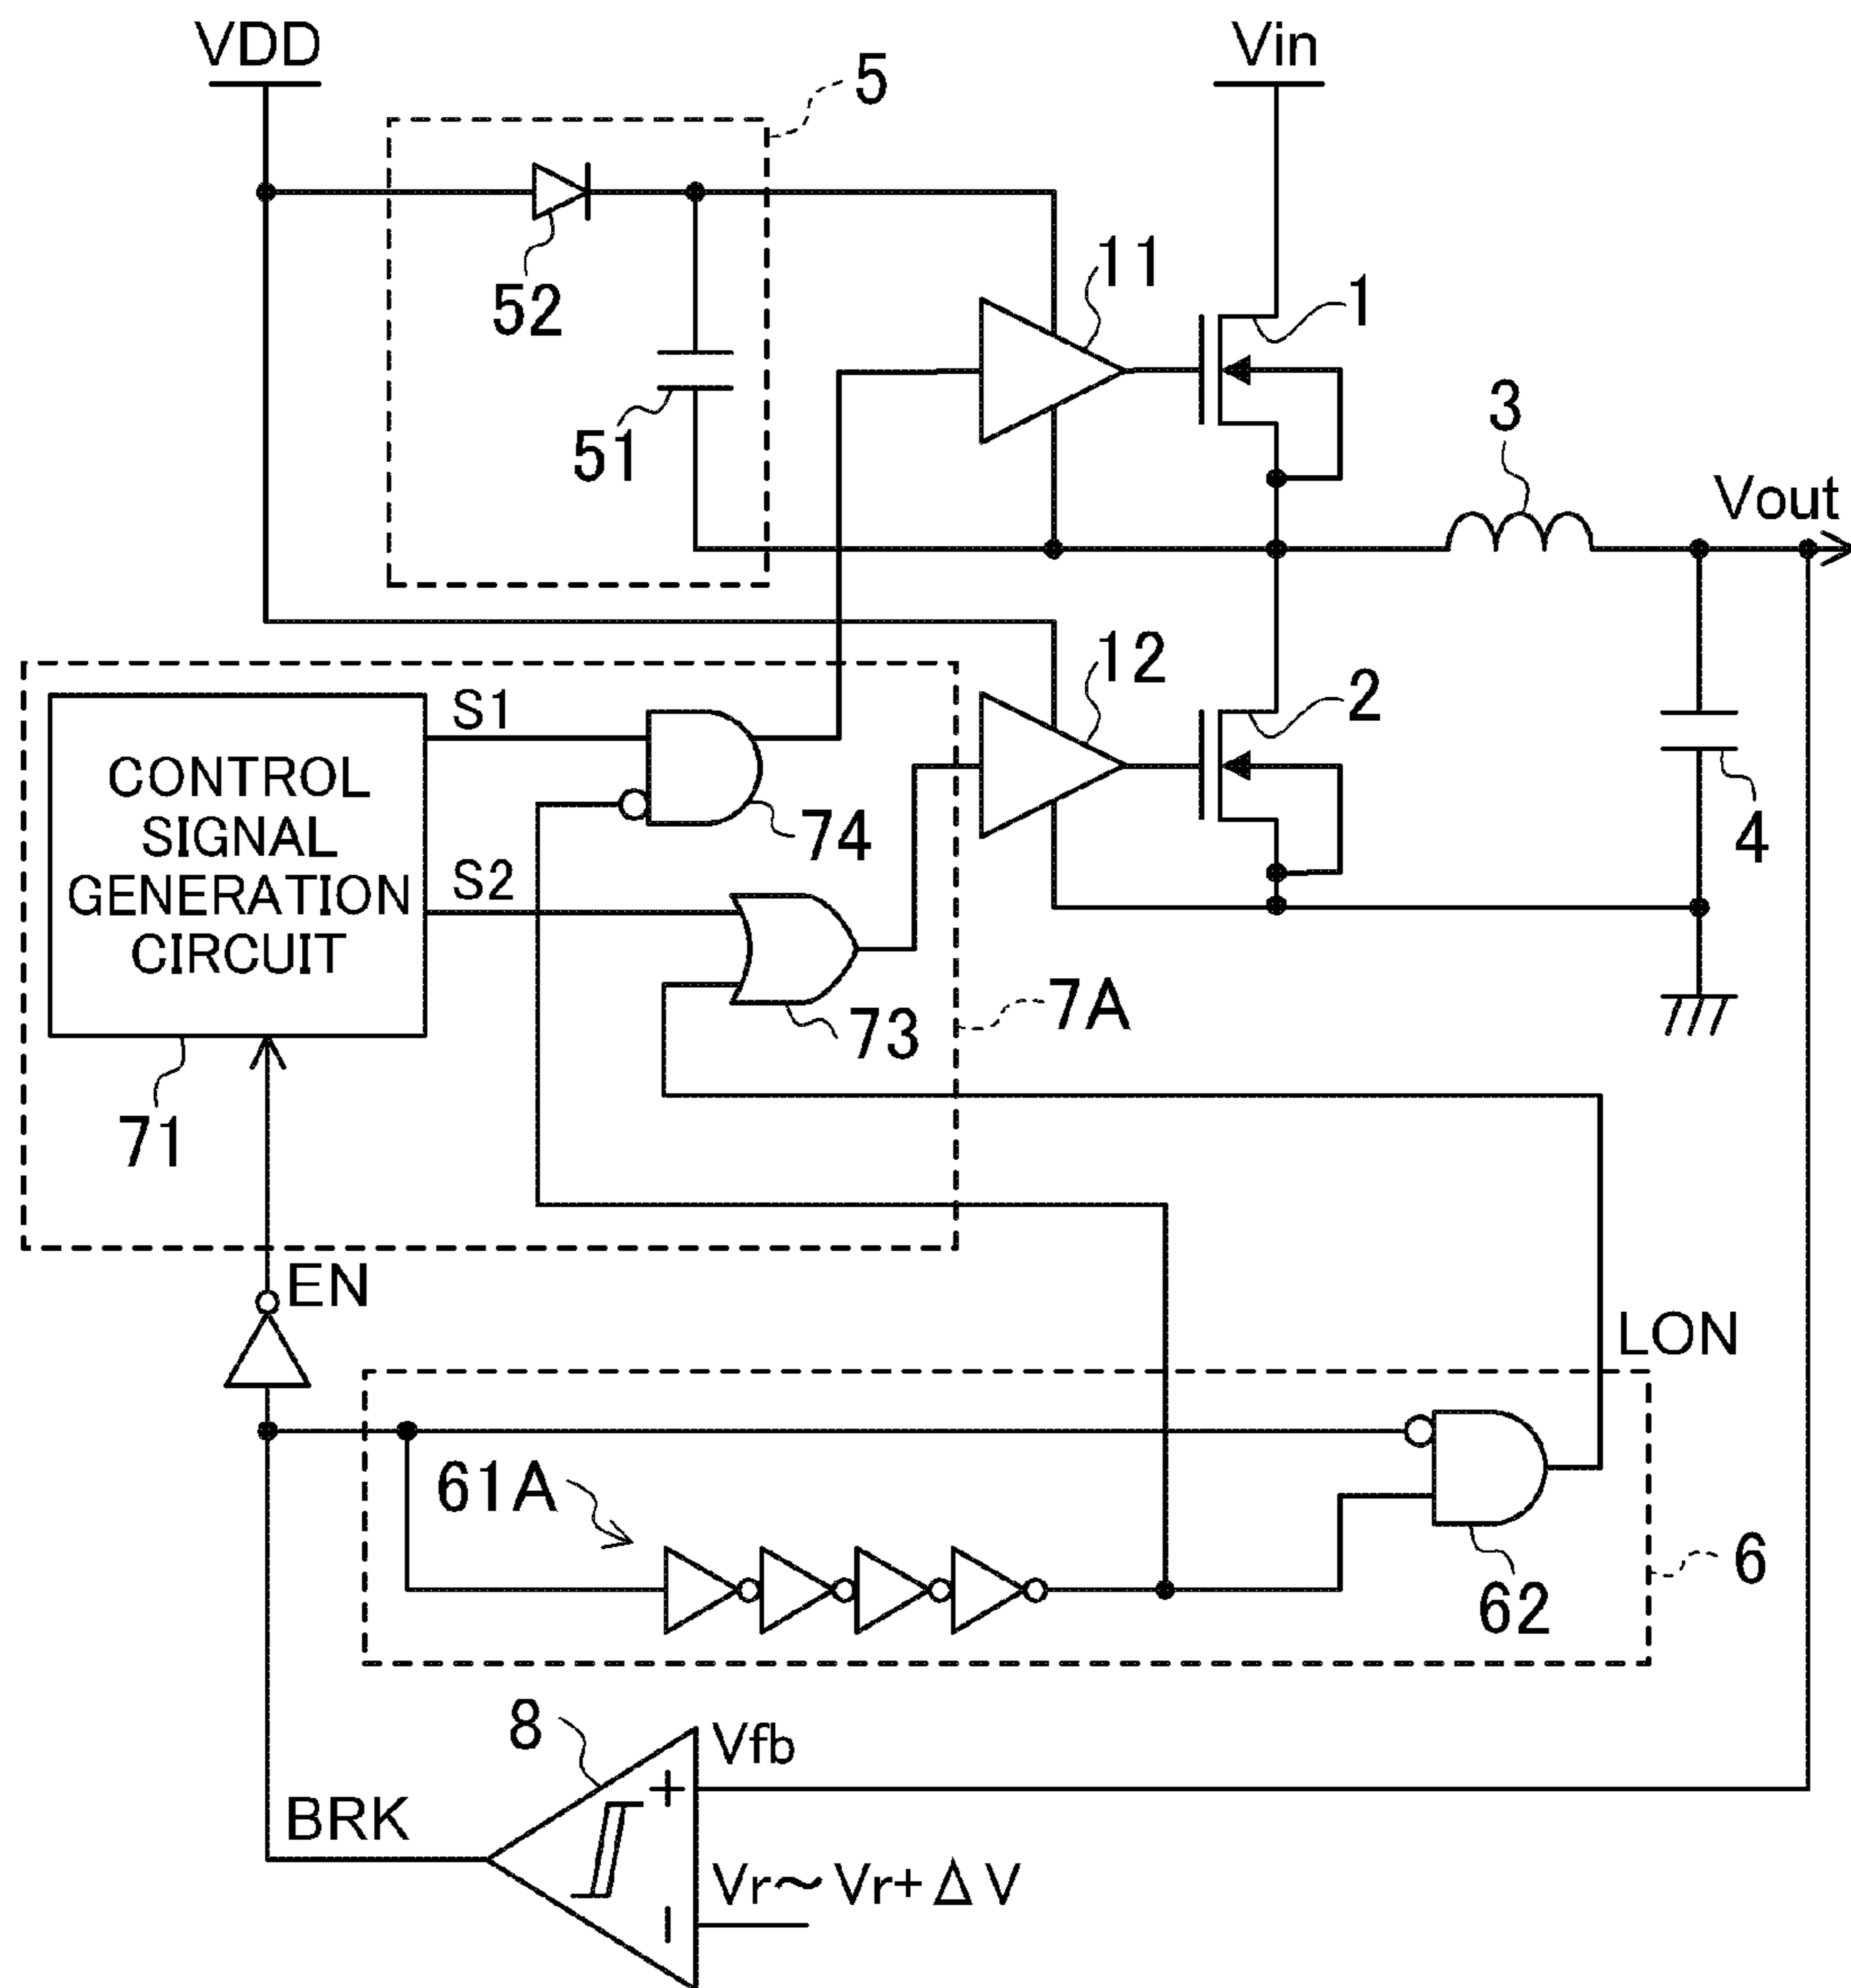 VDD
Vin
5
52
51
11
1
3
Vout
12
2
4
S1
CONTROL
SIGNAL
GENERATION
CIRCUIT
74
S2
73
7A
71
EN
LON
61A
62
6
8
Vfb
BRK
Vr~Vr+ΔV